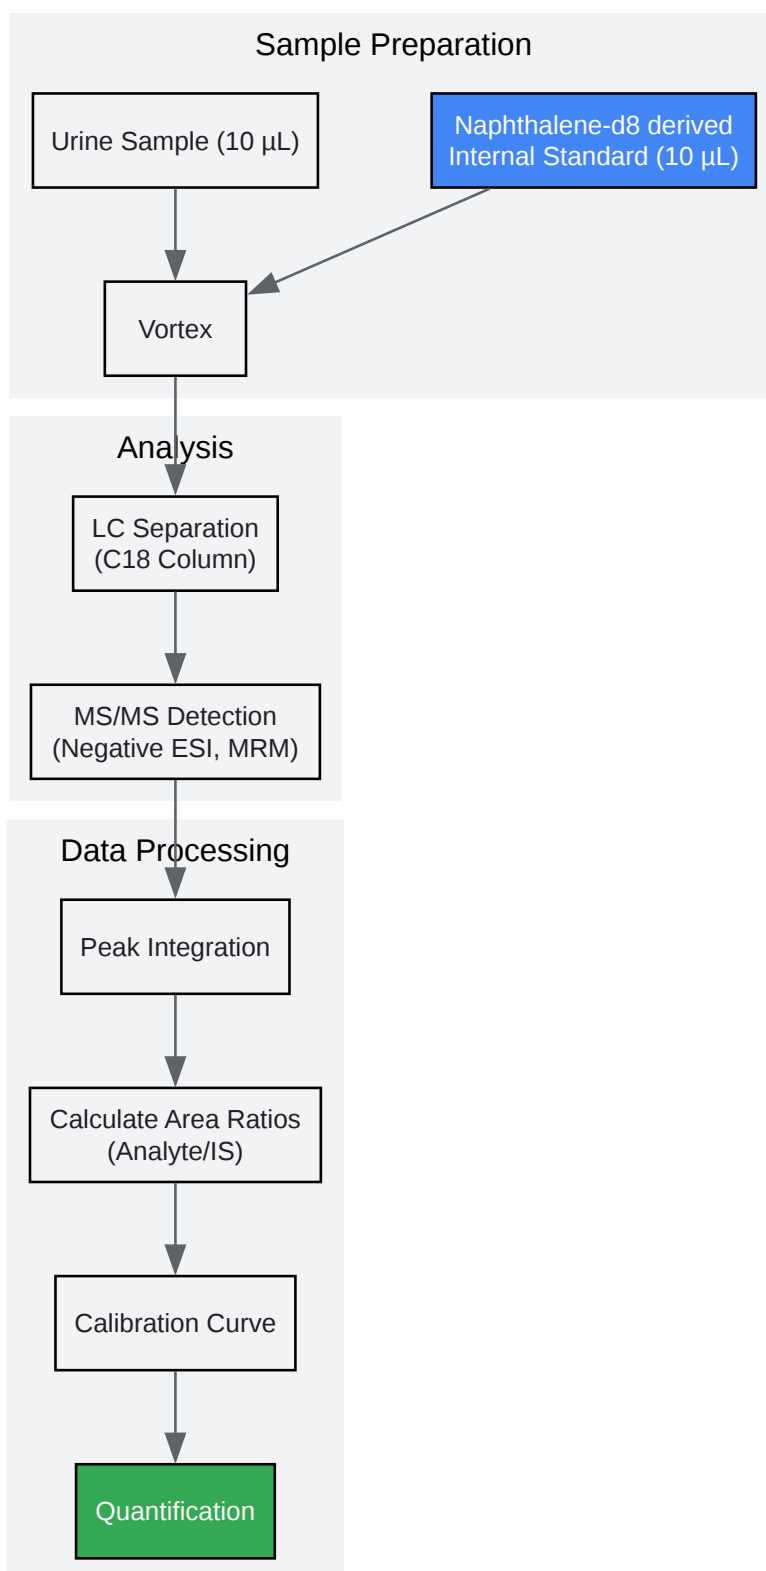 Sample Preparation
Urine Sample (10 µL)
Naphthalene-d8 derived
Internal Standard (10 µL)
Vortex
Analysis
LC Separation
(C18 Column)
MS/MS Detection
(Negative ESI, MRM)
Data Processing
Peak Integration
Calculate Area Ratios
(Analyte/IS)
Calibration Curve
Quantification